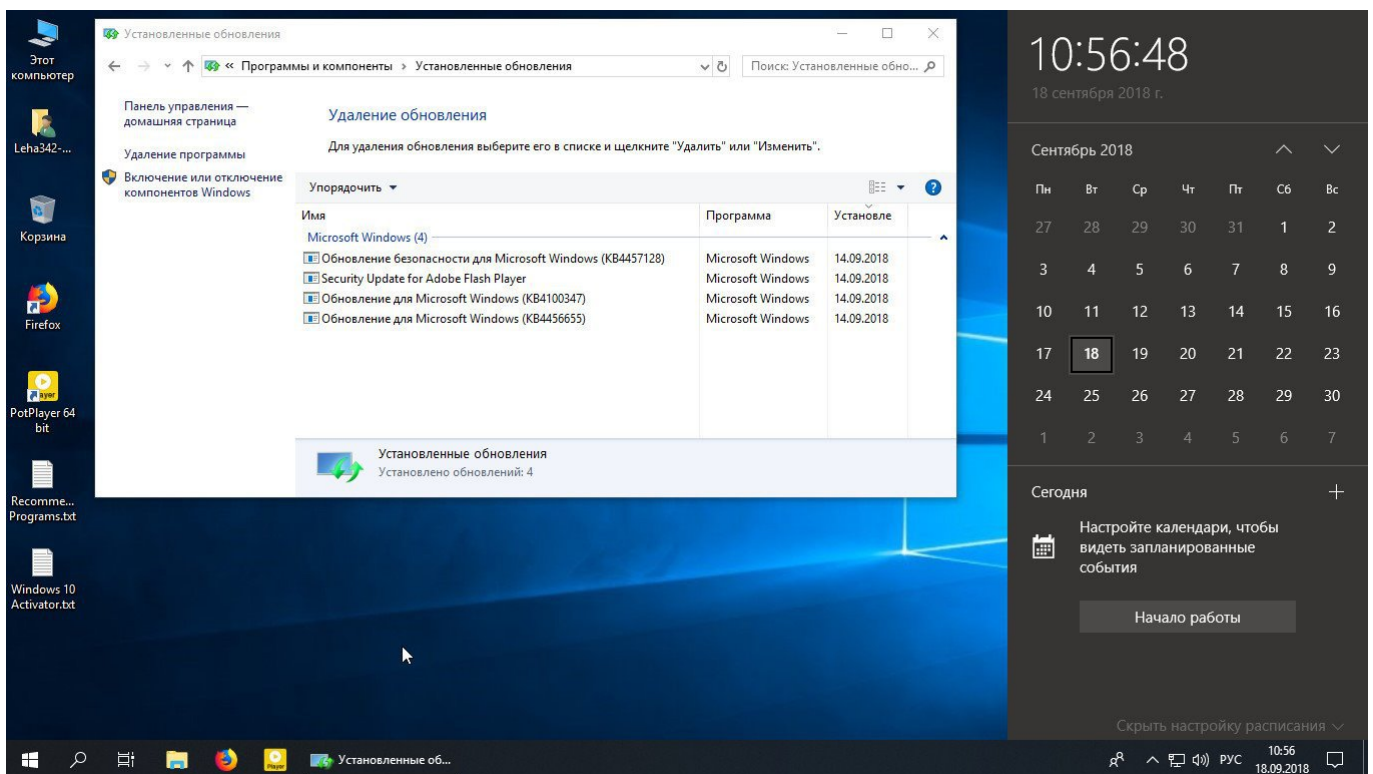 Этот
компьютер
Leha342-...
Корзина
Firefox
PotPlayer 64
bit
Recomme...
Programs.txt
Windows 10
Activator.txt
Установленные обновления
« Программы и компоненты › Установленные обновления
Поиск: Установленные обно...
Панель управления —
домашняя страница
Удаление программы
Включение или отключение
компонентов Windows
Удаление обновления
Для удаления обновления выберите его в списке и щелкните "Удалить" или "Изменить".
Упорядочить
Имя Программа Установле
Microsoft Windows (4)
Обновление безопасности для Microsoft Windows (KB4457128) Microsoft Windows 14.09.2018
Security Update for Adobe Flash Player Microsoft Windows 14.09.2018
Обновление для Microsoft Windows (KB4100347) Microsoft Windows 14.09.2018
Обновление для Microsoft Windows (KB4456655) Microsoft Windows 14.09.2018
Установленные обновления
Установлено обновлений: 4
10:56:48
18 сентября 2018 г.
Сентябрь 2018
Пн Вт Ср Чт Пт Сб Вс
27 28 29 30 31 1 2
3 4 5 6 7 8 9
10 11 12 13 14 15 16
17 18 19 20 21 22 23
24 25 26 27 28 29 30
1 2 3 4 5 6 7
Сегодня
Настройте календари, чтобы
видеть запланированные
события
Начало работы
Скрыть настройку расписания
Player
Установленные об...
РУС
10:56
18.09.2018